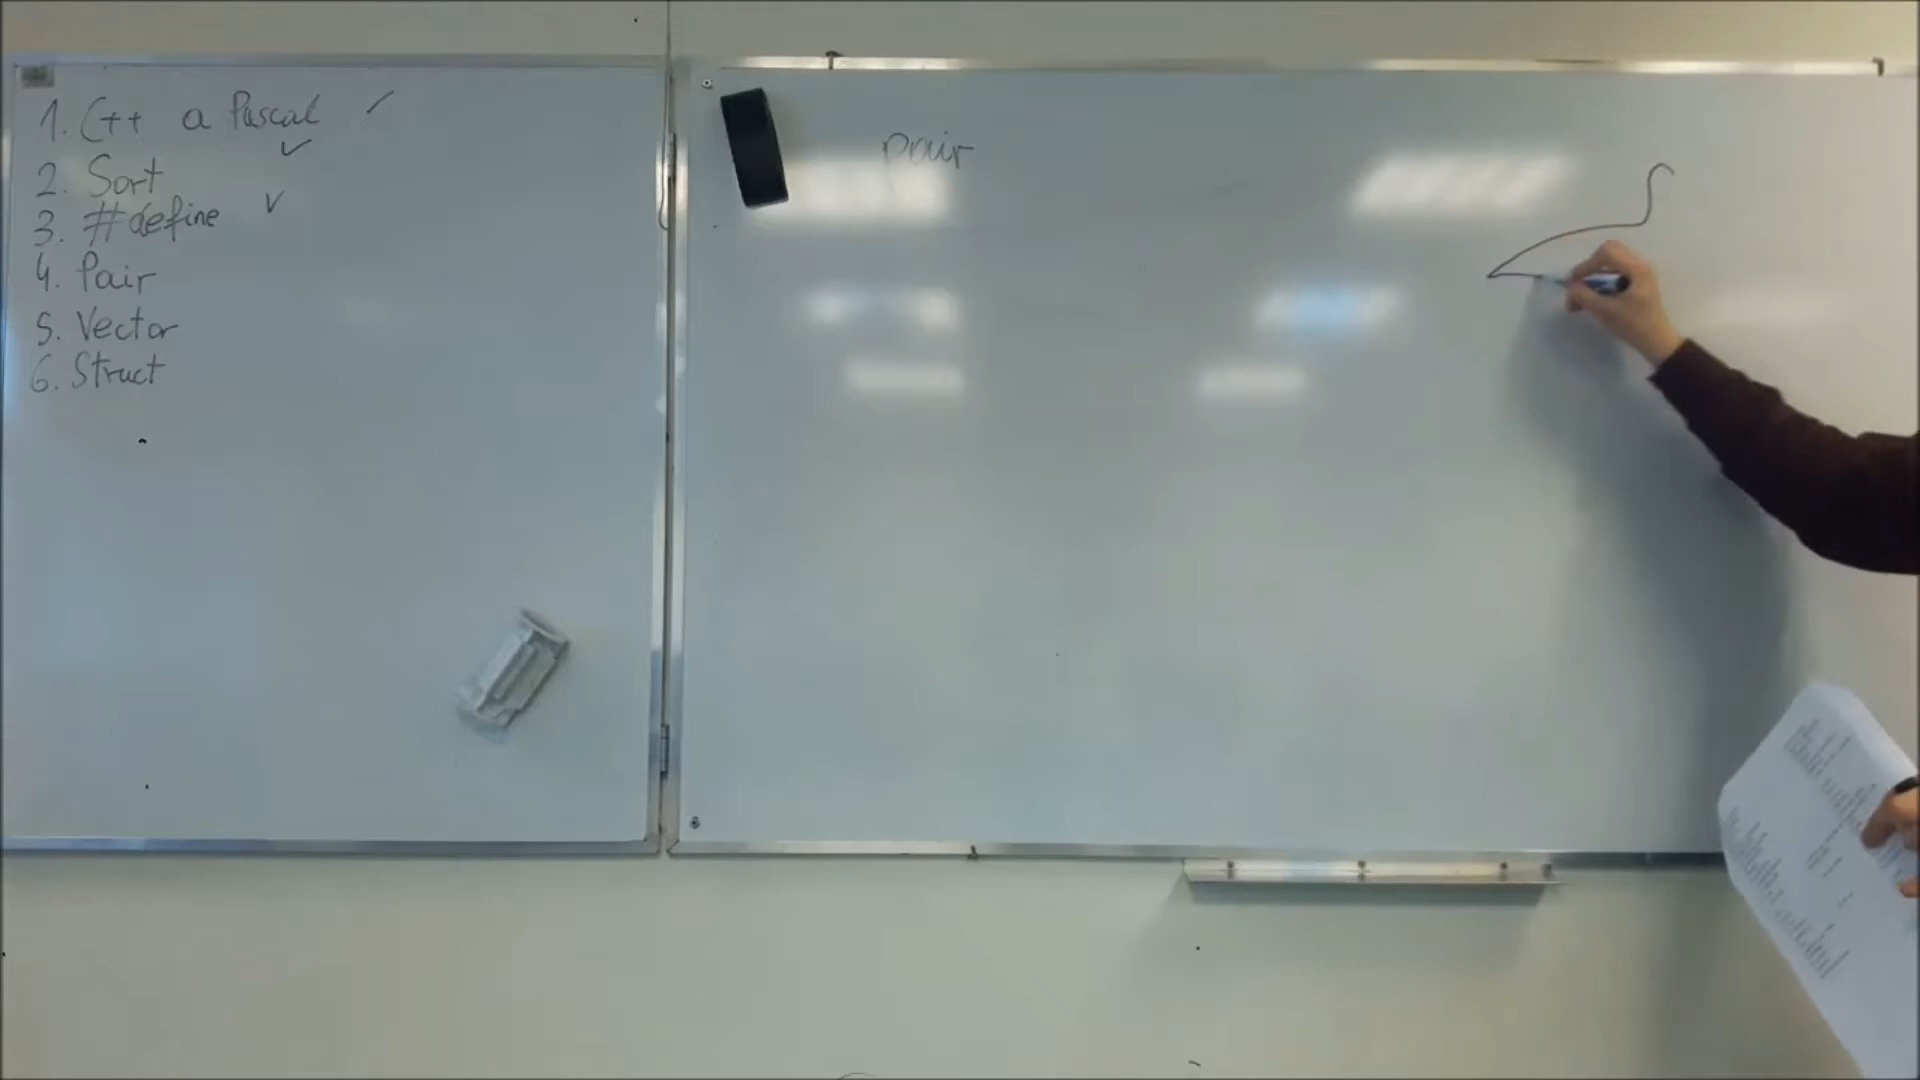 1. C++ a Pascal ✓
2. Sort ✓
3. #define ✓
4. Pair
5. Vector
6. Struct
pair